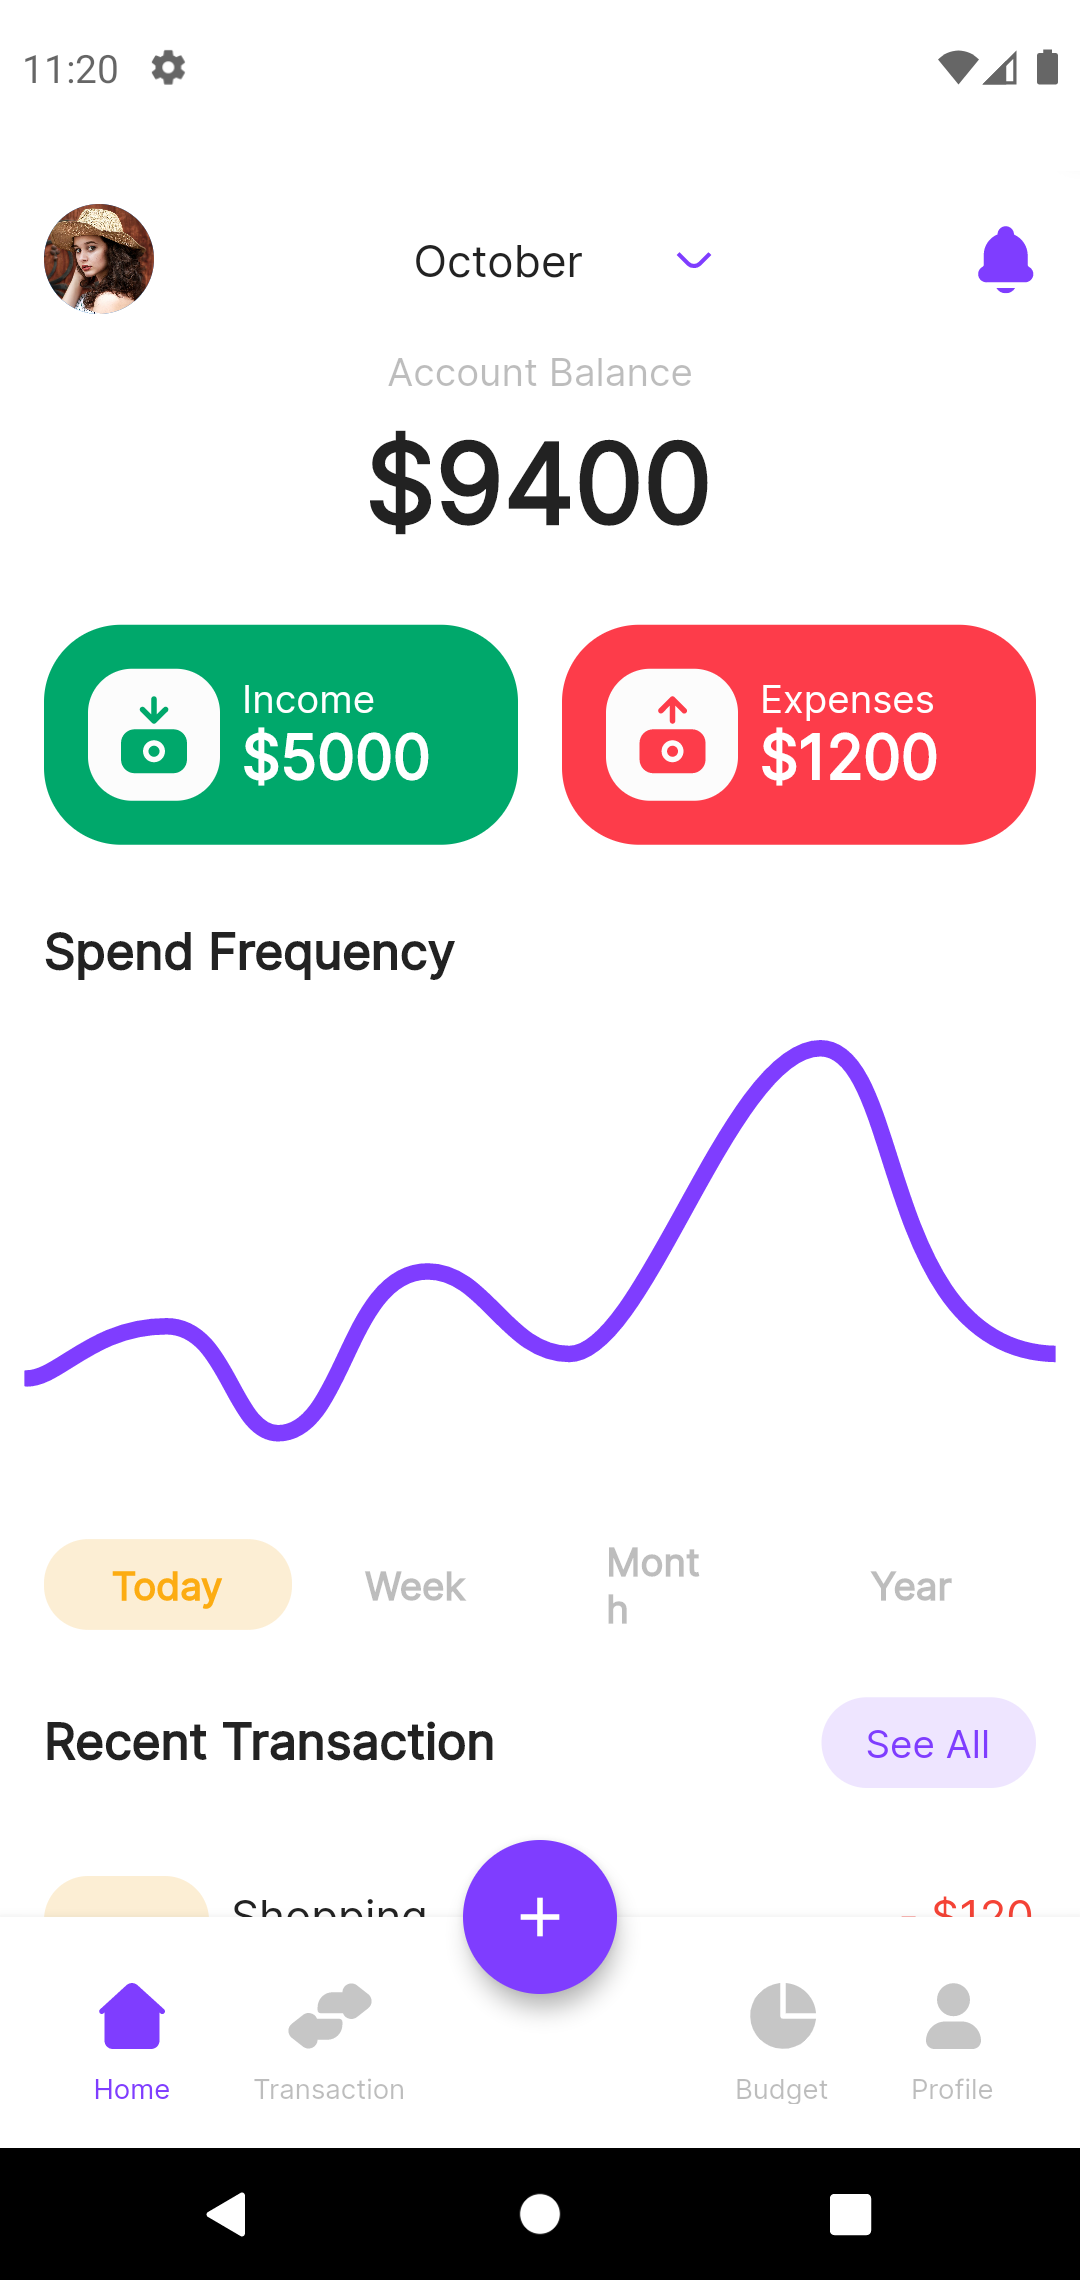 11:20
October
Account Balance
$9400
Income
$5000
Expenses
$1200
Spend Frequency
Today
Week
Mont
h
Year
Recent Transaction
See All
Shopping
- $120
Home
Transaction
Budget
Profile